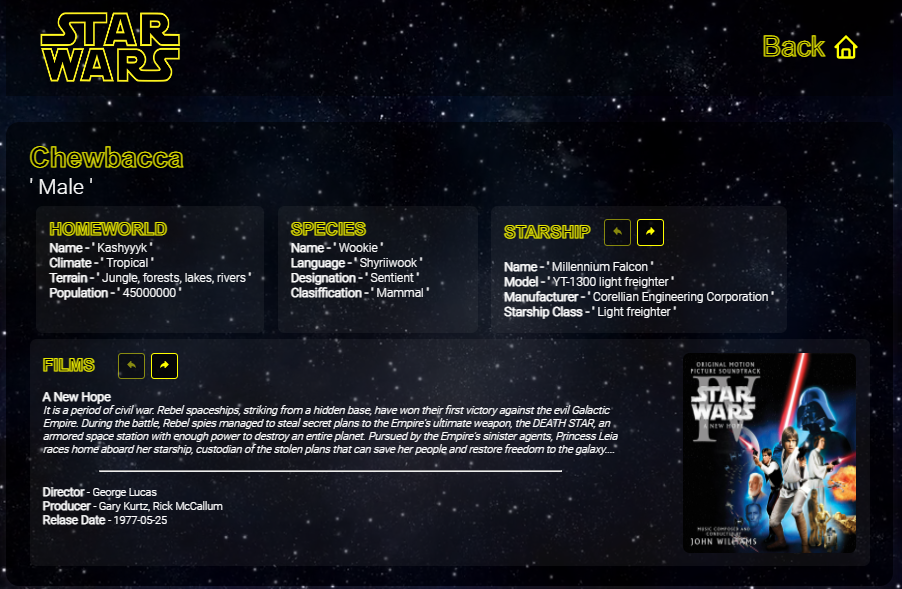 STAR
WARS
Back
Chewbacca
' Male '
HOMEWORLD
Name - ' Kashyyyk '
Climate - ' Tropical '
Terrain - ' Jungle, forests, lakes, rivers '
Population - ' 45000000 '
SPECIES
Name - ' Wookie '
Language - ' Shyriiwook '
Designation - ' Sentient '
Clasiffication - ' Mammal '
STARSHIP
Name - ' Millennium Falcon '
Model - ' YT-1300 light freighter '
Manufacturer - ' Corellian Engineering Corporation '
Starship Class - ' Light freighter '
FILMS
A New Hope
It is a period of civil war. Rebel spaceships, striking from a hidden base, have won their first victory against the evil Galactic
Empire. During the battle, Rebel spies managed to steal secret plans to the Empire's ultimate weapon, the DEATH STAR, an
armored space station with enough power to destroy an entire planet. Pursued by the Empire's sinister agents, Princess Leia
races home aboard her starship, custodian of the stolen plans that can save her people and restore freedom to the galaxy....
Director - George Lucas
Producer - Gary Kurtz, Rick McCallum
Relase Date - 1977-05-25
ORIGINAL MOTION
PICTURE SOUNDTRACK
IV
STAR
WARS
A NEW HOPE
MUSIC COMPOSED AND
CONDUCTED BY
JOHN WILLIAMS